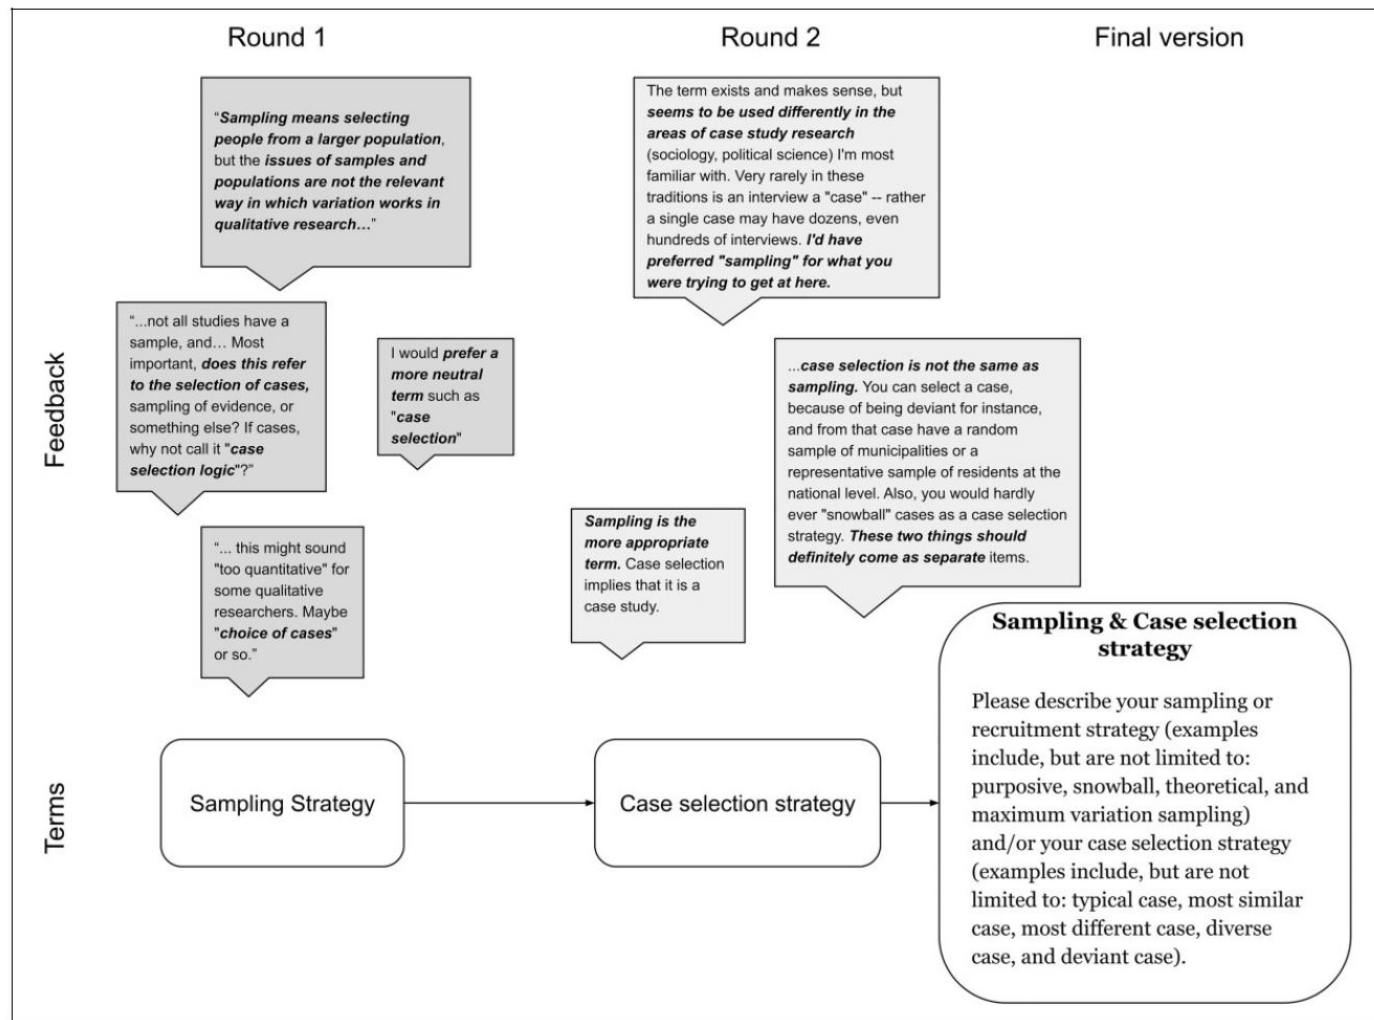 Round 1
Round 2
Final version
Feedback
"Sampling means selecting
people from a larger population,
but the issues of samples and
populations are not the relevant
way in which variation works in
qualitative research…"
"...not all studies have a
sample, and… Most
important, does this refer
to the selection of cases,
sampling of evidence, or
something else? If cases,
why not call it "case
selection logic"?"
I would prefer a
more neutral
term such as
"case
selection"
"... this might sound
"too quantitative" for
some qualitative
researchers. Maybe
"choice of cases"
or so."
The term exists and makes sense, but
seems to be used differently in the
areas of case study research
(sociology, political science) I'm most
familiar with. Very rarely in these
traditions is an interview a "case" -- rather
a single case may have dozens, even
hundreds of interviews. I'd have
preferred "sampling" for what you
were trying to get at here.
...case selection is not the same as
sampling. You can select a case,
because of being deviant for instance,
and from that case have a random
sample of municipalities or a
representative sample of residents at the
national level. Also, you would hardly
ever "snowball" cases as a case selection
strategy. These two things should
definitely come as separate items.
Sampling is the
more appropriate
term. Case selection
implies that it is a
case study.
Terms
Sampling Strategy
Case selection strategy
Sampling & Case selection
strategy
Please describe your sampling or
recruitment strategy (examples
include, but are not limited to:
purposive, snowball, theoretical, and
maximum variation sampling)
and/or your case selection strategy
(examples include, but are not
limited to: typical case, most similar
case, most different case, diverse
case, and deviant case).